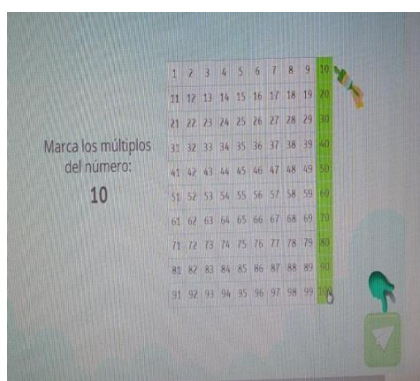 1 2 3 4 5 6 7 8 9 10
11 12 13 14 15 16 17 18 19 20
21 22 23 24 25 26 27 28 29 30
Marca los múltiplos
del número:
10
31 32 33 34 35 36 37 38 39 40
41 42 43 44 45 46 47 48 49 50
51 52 53 54 55 56 57 58 59 60
61 62 63 64 65 66 67 68 69 70
71 72 73 74 75 76 77 78 79 80
81 82 83 84 85 86 87 88 89 90
91 92 93 94 95 96 97 98 99 100